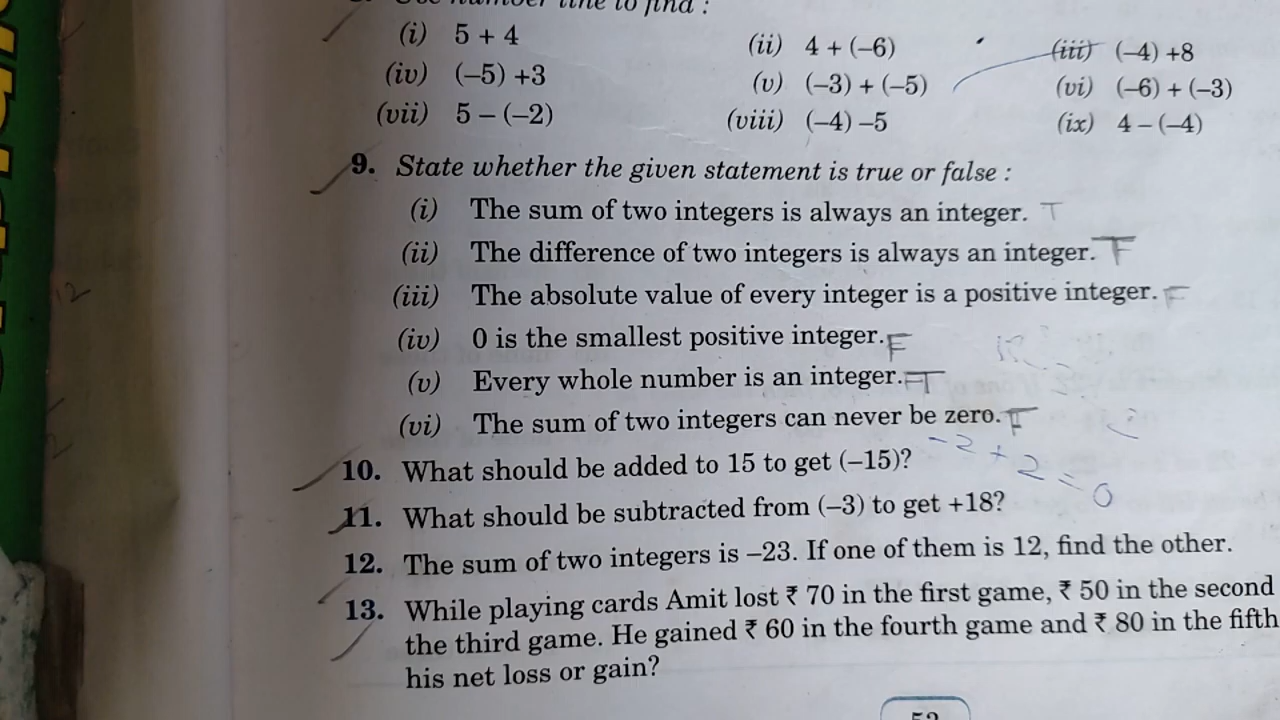 number line to find :
(i) 5 + 4 (ii) 4 + (–6) (iii) (–4) +8
(iv) (–5) +3 (v) (–3) + (–5) (vi) (–6) + (–3)
(vii) 5 – (–2) (viii) (–4) –5 (ix) 4 – (–4)
9. State whether the given statement is true or false :
(i) The sum of two integers is always an integer. T
(ii) The difference of two integers is always an integer. F
(iii) The absolute value of every integer is a positive integer. F
(iv) 0 is the smallest positive integer. F
(v) Every whole number is an integer. T
(vi) The sum of two integers can never be zero. F
-2 + 2 = 0
10. What should be added to 15 to get (–15)?
11. What should be subtracted from (–3) to get +18?
12. The sum of two integers is –23. If one of them is 12, find the other.
13. While playing cards Amit lost ₹ 70 in the first game, ₹ 50 in the second
the third game. He gained ₹ 60 in the fourth game and ₹ 80 in the fifth
his net loss or gain?